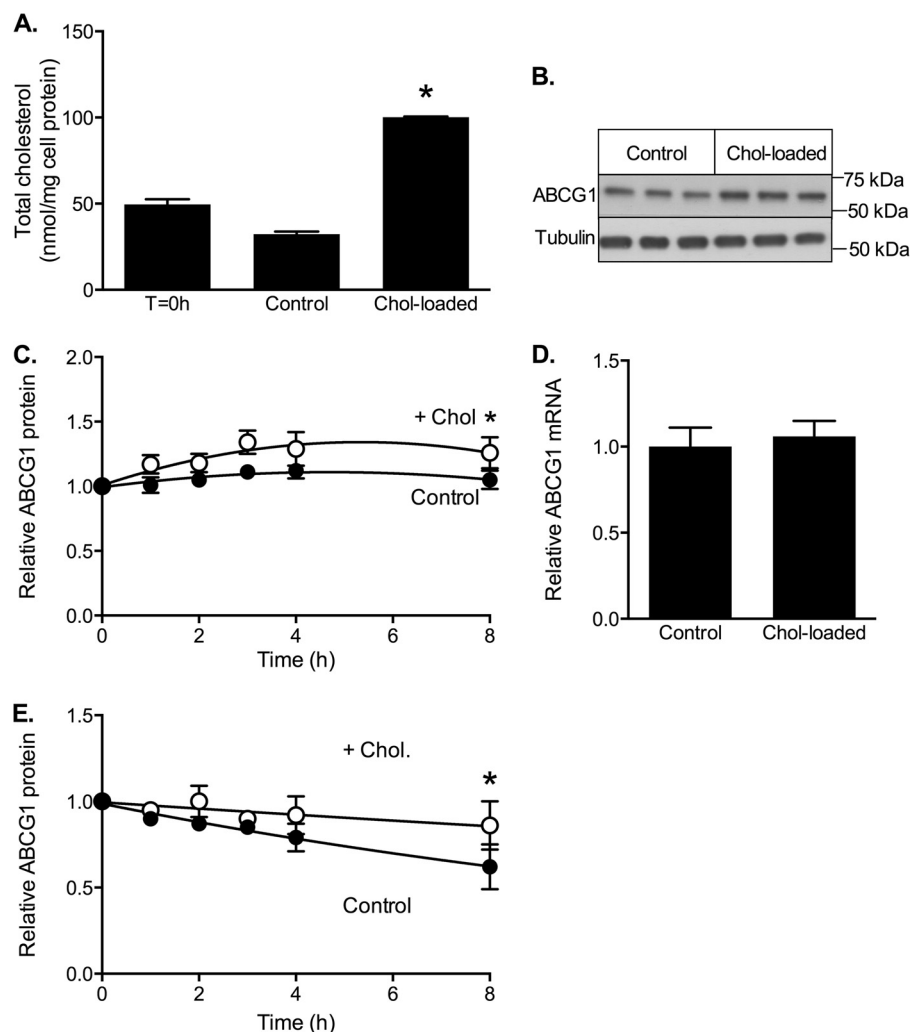 A.
150
100
50
0
Total cholesterol
(nmol/mg cell protein)
*
T=0h Control Chol-loaded
B.
Control Chol-loaded
ABCG1
Tubulin
75 kDa
50 kDa
50 kDa
C.
2.0
1.5
1.0
0.5
0.0
Relative ABCG1 protein
+ Chol *
Control
0 2 4 6 8
Time (h)
D.
1.5
1.0
0.5
0.0
Relative ABCG1 mRNA
Control Chol-loaded
E.
1.5
1.0
0.5
0.0
Relative ABCG1 protein
+ Chol.
*
Control
0 2 4 6 8
Time (h)